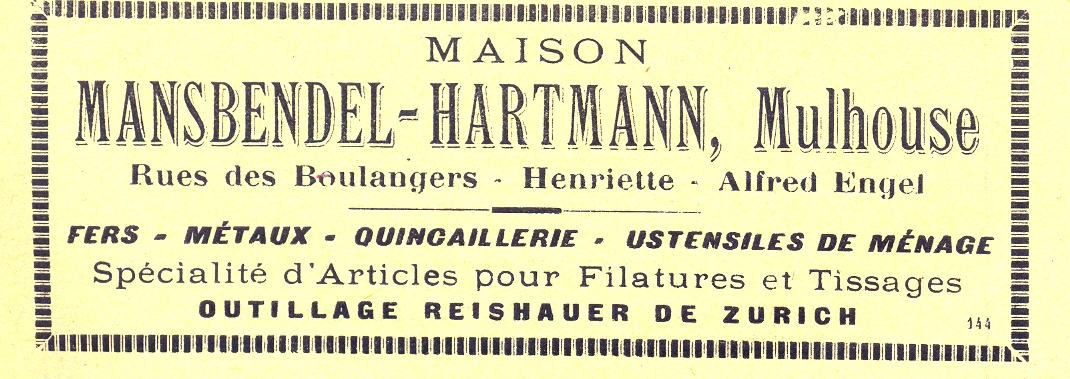 MAISON
MANSBENDEL-HARTMANN, Mulhouse
Rues des Boulangers - Henriette - Alfred Engel
FERS - MÉTAUX - QUINCAILLERIE - USTENSILES DE MÉNAGE
Spécialité d'Articles pour Filatures et Tissages
OUTILLAGE REISHAUER DE ZURICH
144